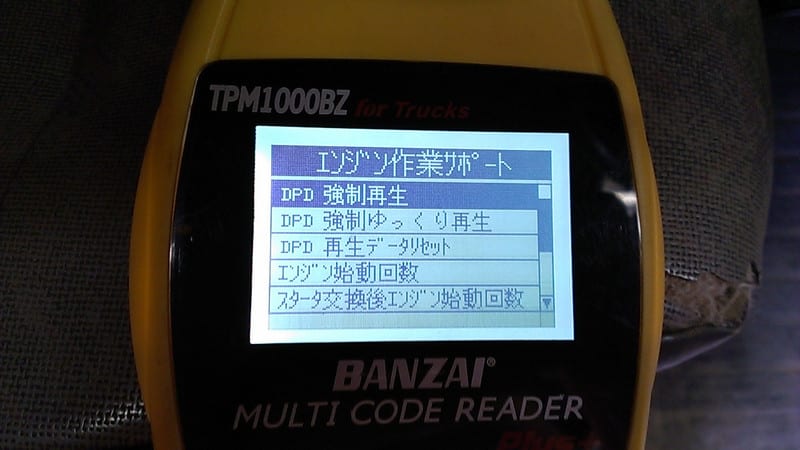 TPM1000BZ for Trucks
エンジン作業サポート
DPD 強制再生
DPD 強制ゆっくり再生
DPD 再生データリセット
エンジン始動回数
スタータ交換後エンジン始動回数
BANZAI®
MULTI CODE READER
Plus+